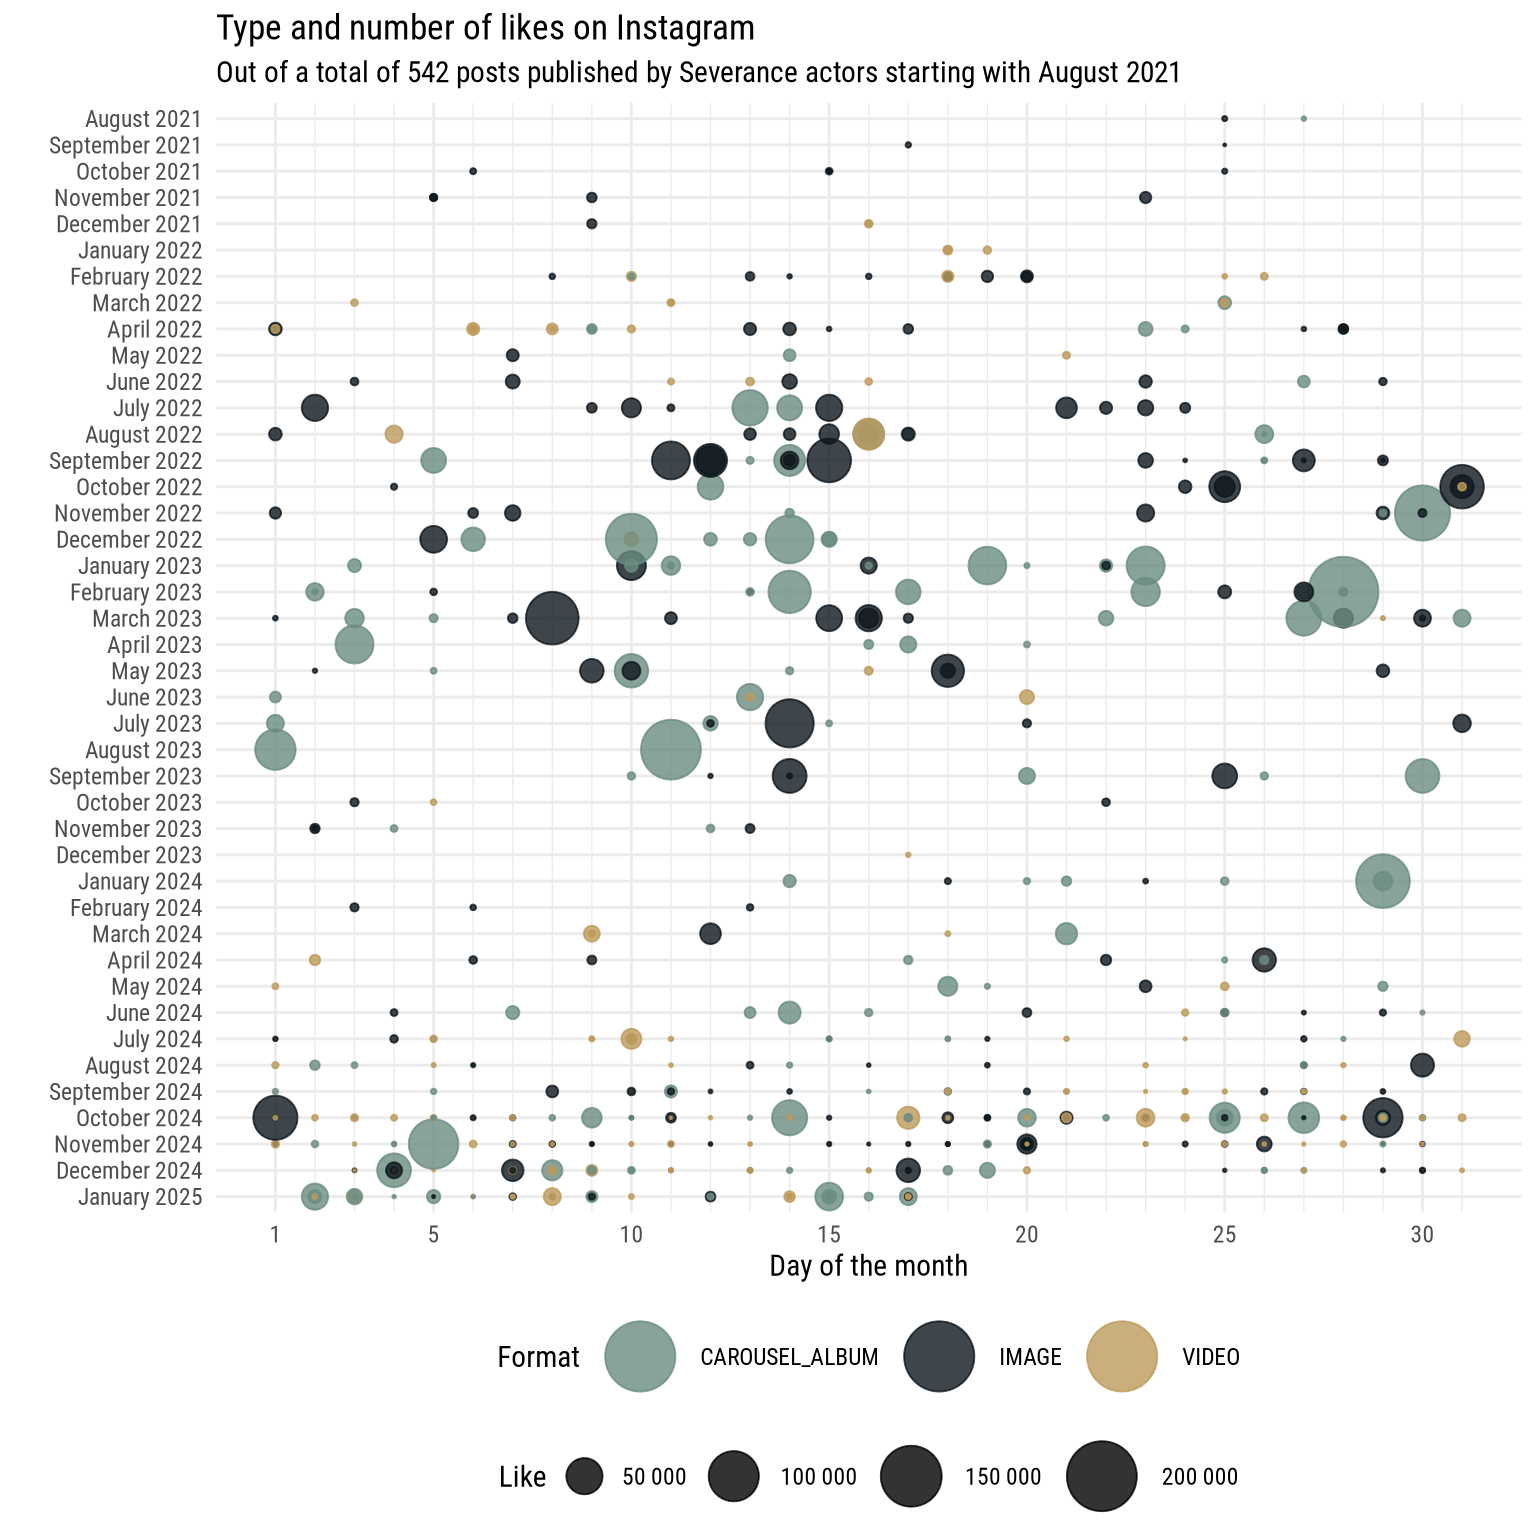 Type and number of likes on Instagram
Out of a total of 542 posts published by Severance actors starting with August 2021
August 2021
September 2021
October 2021
November 2021
December 2021
January 2022
February 2022
March 2022
April 2022
May 2022
June 2022
July 2022
August 2022
September 2022
October 2022
November 2022
December 2022
January 2023
February 2023
March 2023
April 2023
May 2023
June 2023
July 2023
August 2023
September 2023
October 2023
November 2023
December 2023
January 2024
February 2024
March 2024
April 2024
May 2024
June 2024
July 2024
August 2024
September 2024
October 2024
November 2024
December 2024
January 2025
1 5 10 15 20 25 30
Day of the month
Format CAROUSEL_ALBUM IMAGE VIDEO
Like 50 000 100 000 150 000 200 000